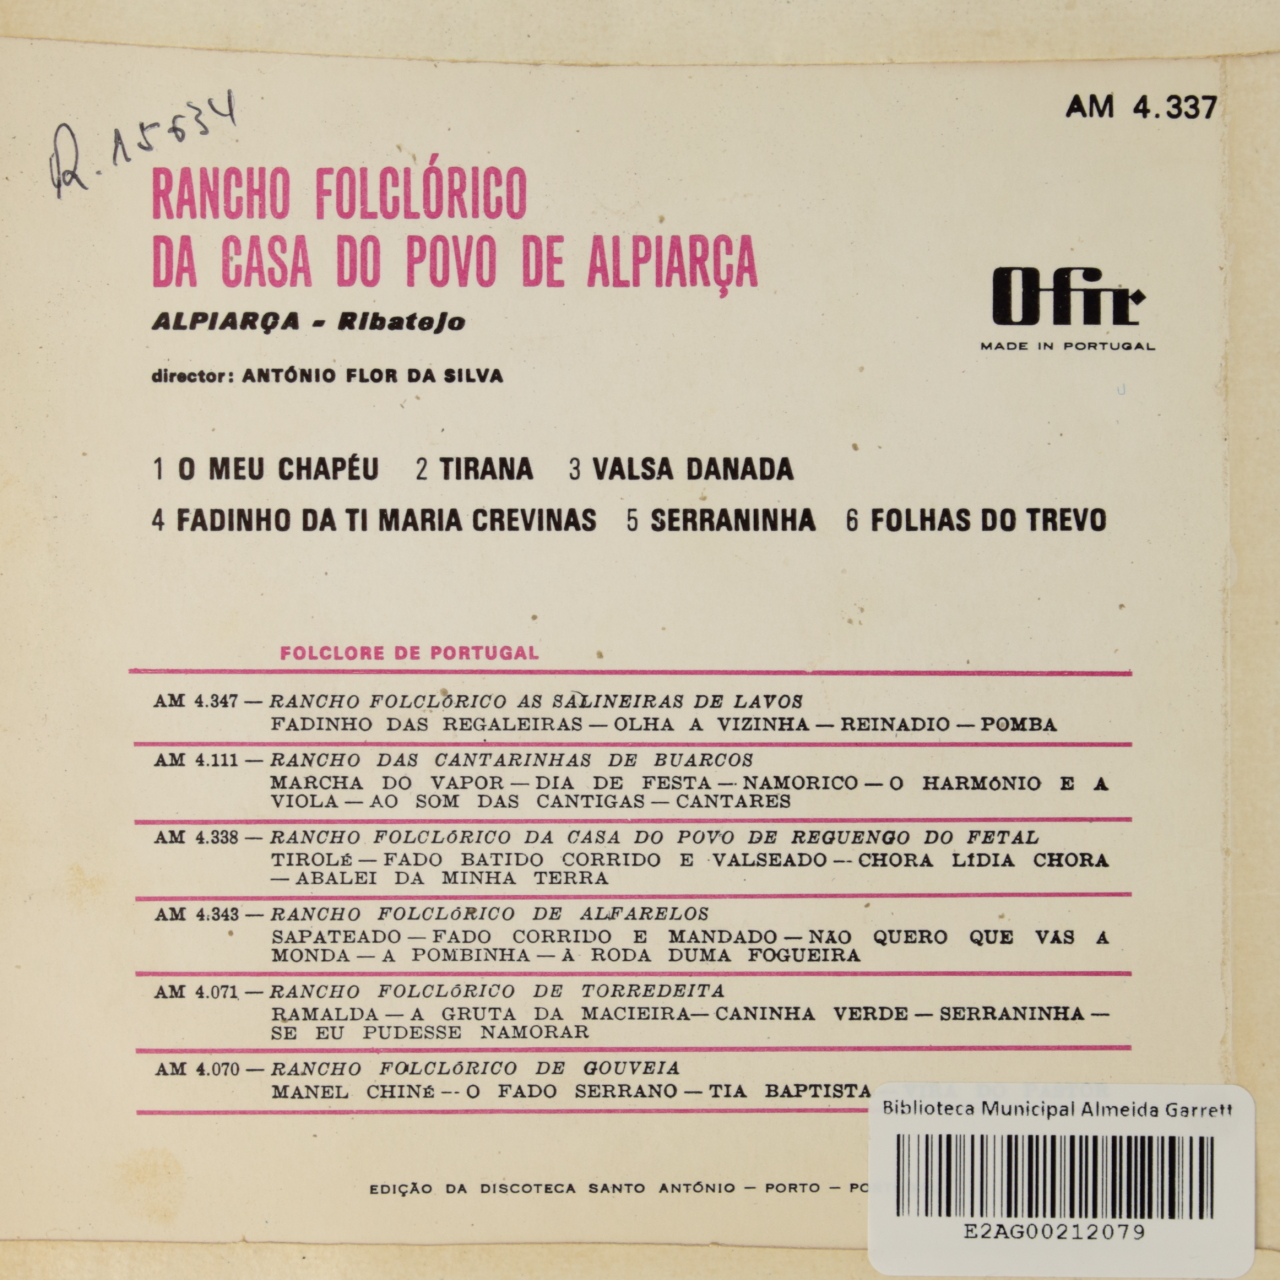 R. 15634
AM 4.337
RANCHO FOLCLÓRICO
DA CASA DO POVO DE ALPIARÇA
ALPIARÇA - Ribatejo
director: ANTÓNIO FLOR DA SILVA
Ofir
MADE IN PORTUGAL
1 O MEU CHAPÉU 2 TIRANA 3 VALSA DANADA
4 FADINHO DA TI MARIA CREVINAS 5 SERRANINHA 6 FOLHAS DO TREVO
FOLCLORE DE PORTUGAL
AM 4.347 — RANCHO FOLCLÓRICO AS SALINEIRAS DE LAVOS
FADINHO DAS REGALEIRAS — OLHA A VIZINHA — REINADIO — POMBA
AM 4.111 — RANCHO DAS CANTARINHAS DE BUARCOS
MARCHA DO VAPOR — DIA DE FESTA — NAMORICO — O HARMÓNIO E A
VIOLA — AO SOM DAS CANTIGAS — CANTARES
AM 4.338 — RANCHO FOLCLÓRICO DA CASA DO POVO DE REGUENGO DO FETAL
TIROLÉ — FADO BATIDO CORRIDO E VALSEADO -- CHORA LÍDIA CHORA
— ABALEI DA MINHA TERRA
AM 4.343 — RANCHO FOLCLÓRICO DE ALFARELOS
SAPATEADO — FADO CORRIDO E MANDADO — NÃO QUERO QUE VÁS A
MONDA — A POMBINHA — A RODA DUMA FOGUEIRA
AM 4.071 — RANCHO FOLCLÓRICO DE TORREDEITA
RAMALDA — A GRUTA DA MACIEIRA — CANINHA VERDE — SERRANINHA —
SE EU PUDESSE NAMORAR
AM 4.070 — RANCHO FOLCLÓRICO DE GOUVEIA
MANEL CHINÉ -- O FADO SERRANO — TIA BAPTISTA
EDIÇÃO DA DISCOTECA SANTO ANTÓNIO — PORTO — PO
Biblioteca Municipal Almeida Garrett
E2AG00212079